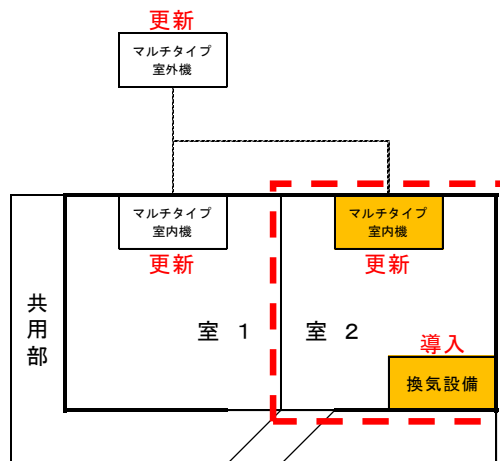 更新
マルチタイプ
室外機
マルチタイプ
室内機
更新
マルチタイプ
室内機
更新
共用部
室 1
室 2
導入
換気設備